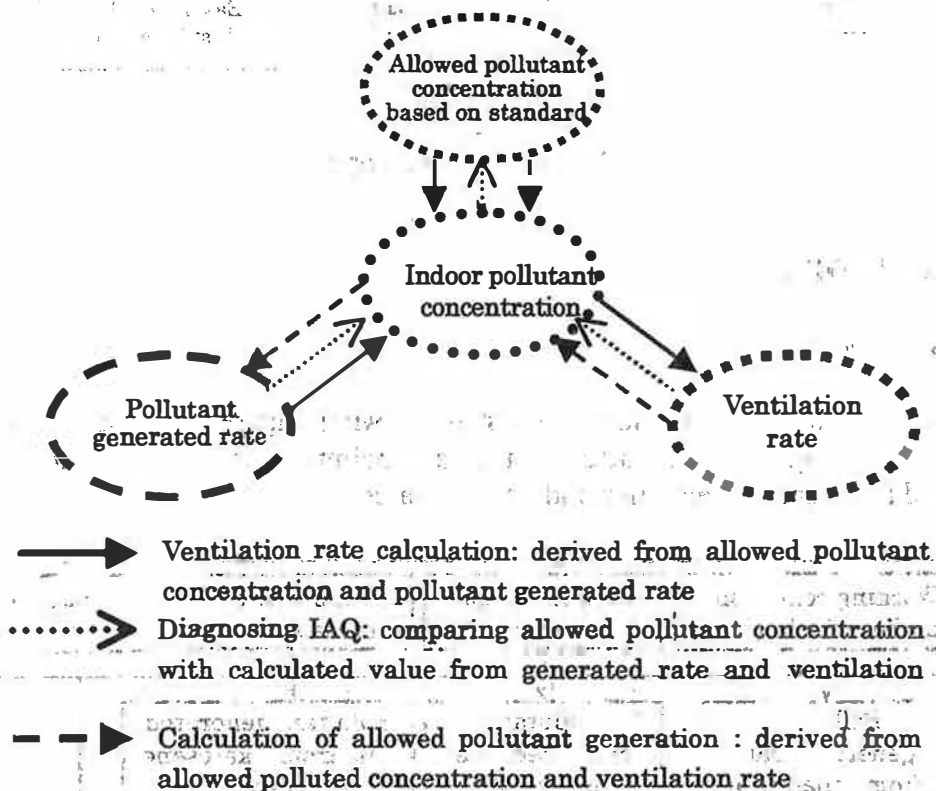 Allowed pollutant
concentration
based on standard
Indoor pollutant
concentration
Pollutant
generated rate
Ventilation
rate
Ventilation rate calculation: derived from allowed pollutant
concentration and pollutant generated rate
Diagnosing IAQ: comparing allowed pollutant concentration
with calculated value from generated rate and ventilation
Calculation of allowed pollutant generation : derived from
allowed polluted concentration and ventilation rate